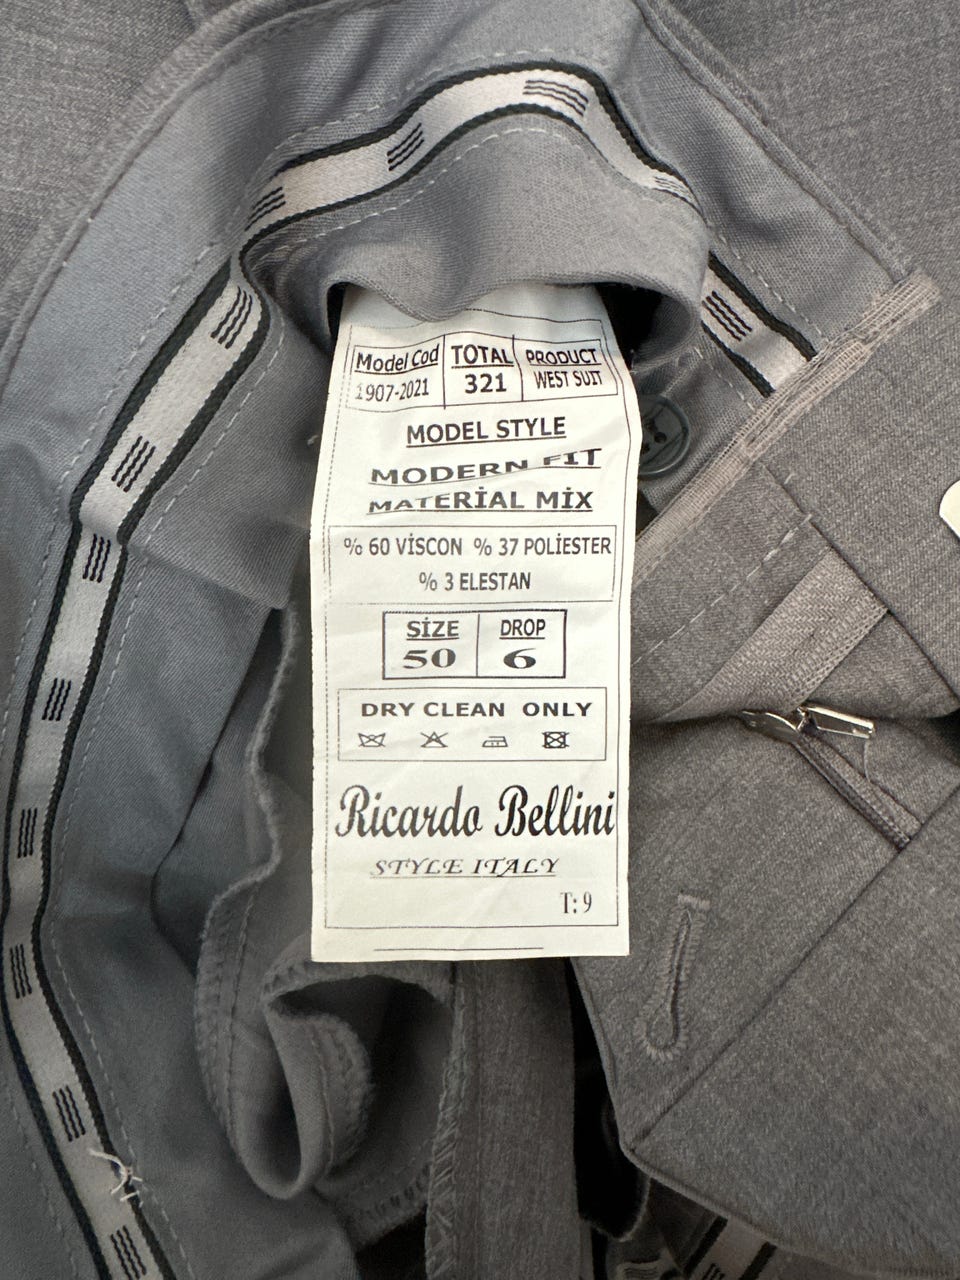 Model Cod TOTAL PRODUCT
1907-2021 321 WEST SUIT
MODEL STYLE
MODERN FIT
MATERİAL MİX
% 60 VİSCON % 37 POLİESTER
% 3 ELESTAN
SİZE DROP
50 6
DRY CLEAN ONLY
Ricardo Bellini
STYLE ITALY
T: 9